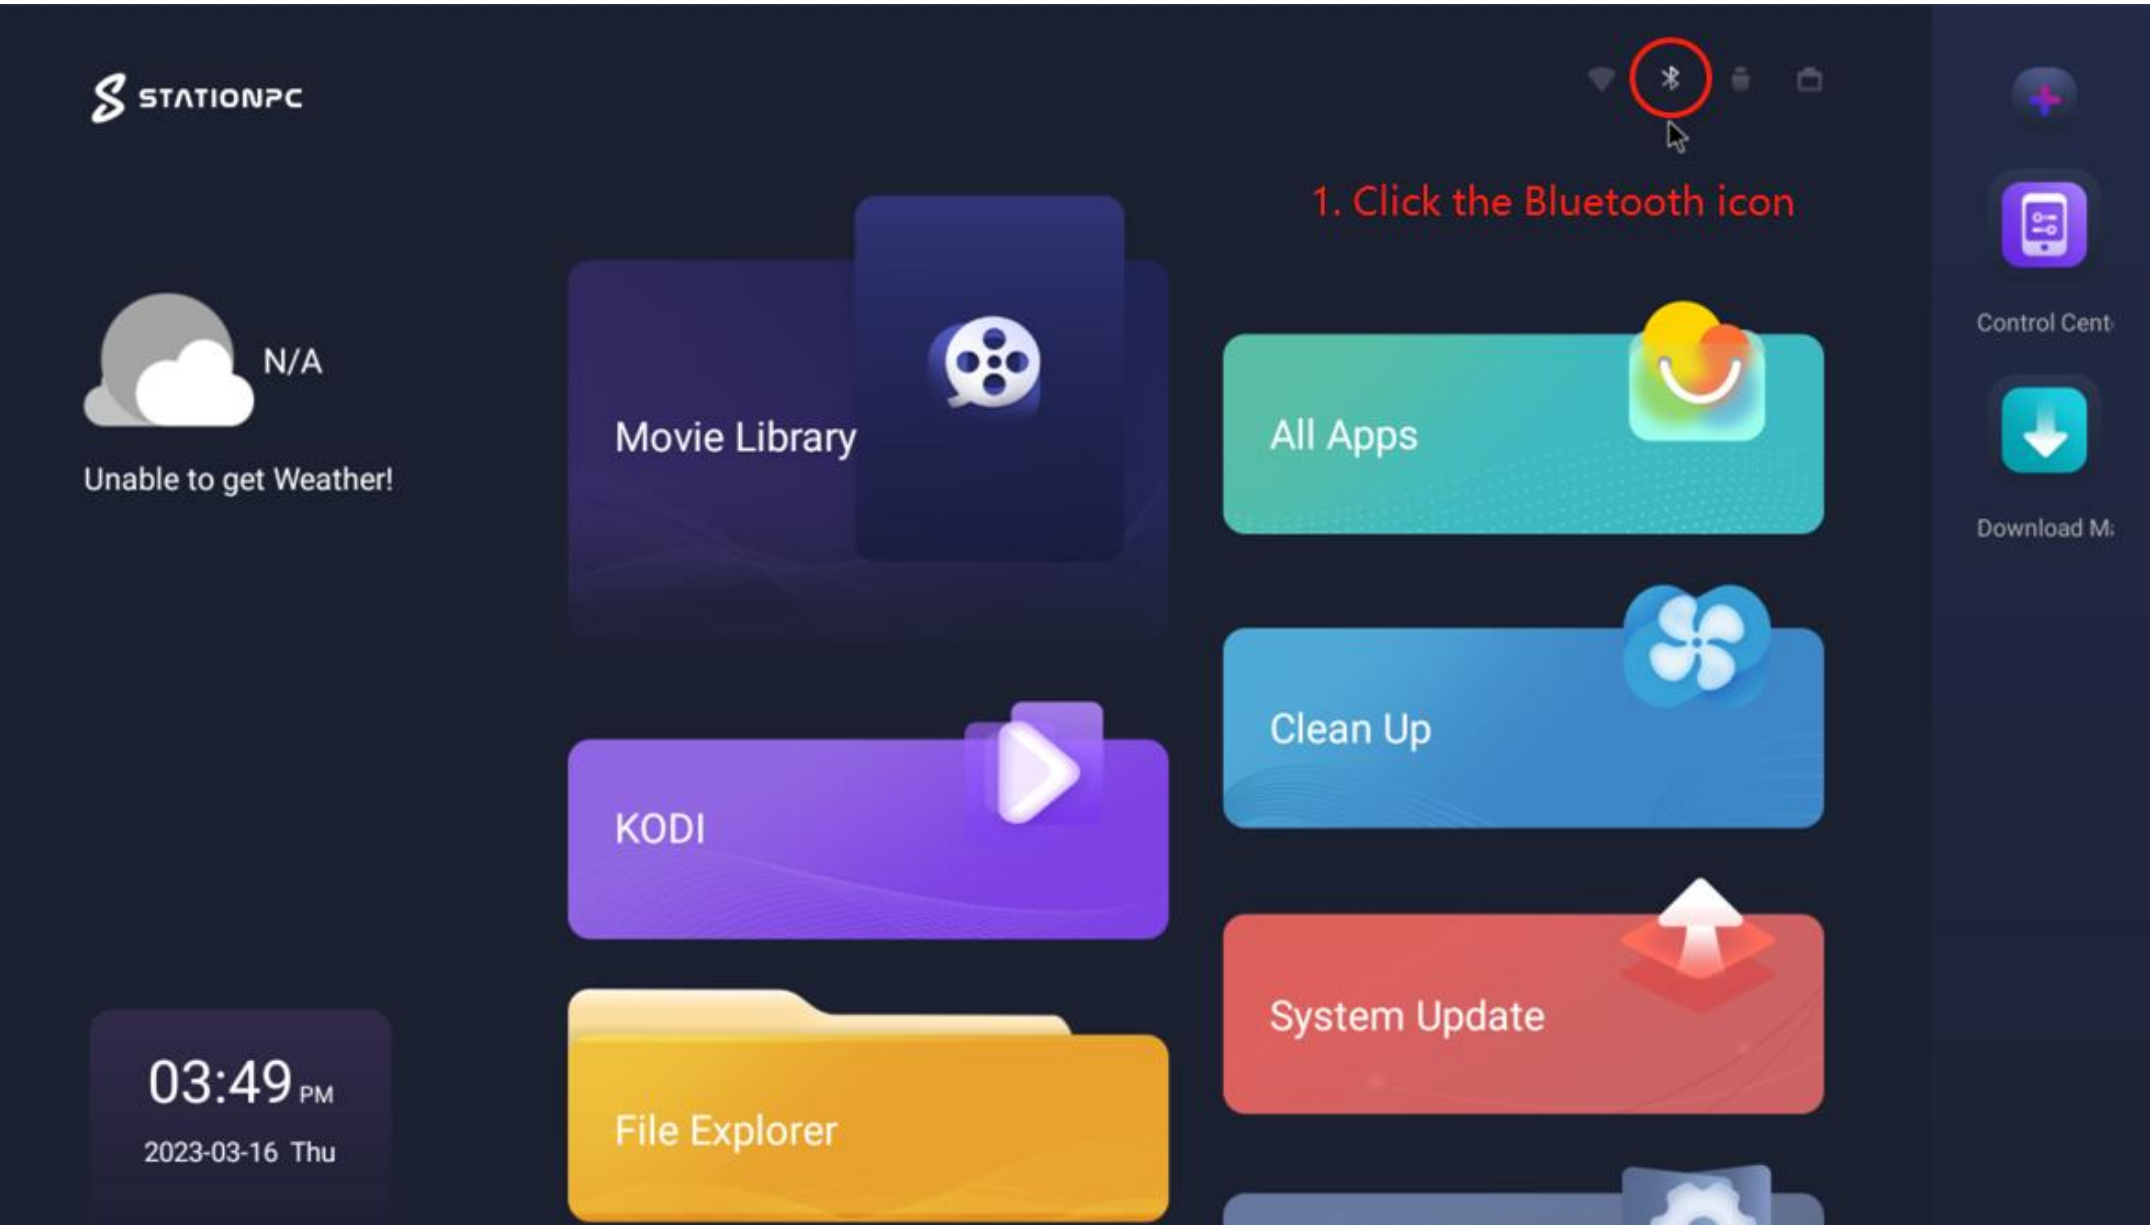 STATIONPC
1. Click the Bluetooth icon
N/A
Unable to get Weather!
Movie Library
All Apps
Control Cent
Download M
Clean Up
KODI
System Update
File Explorer
03:49 PM
2023-03-16 Thu